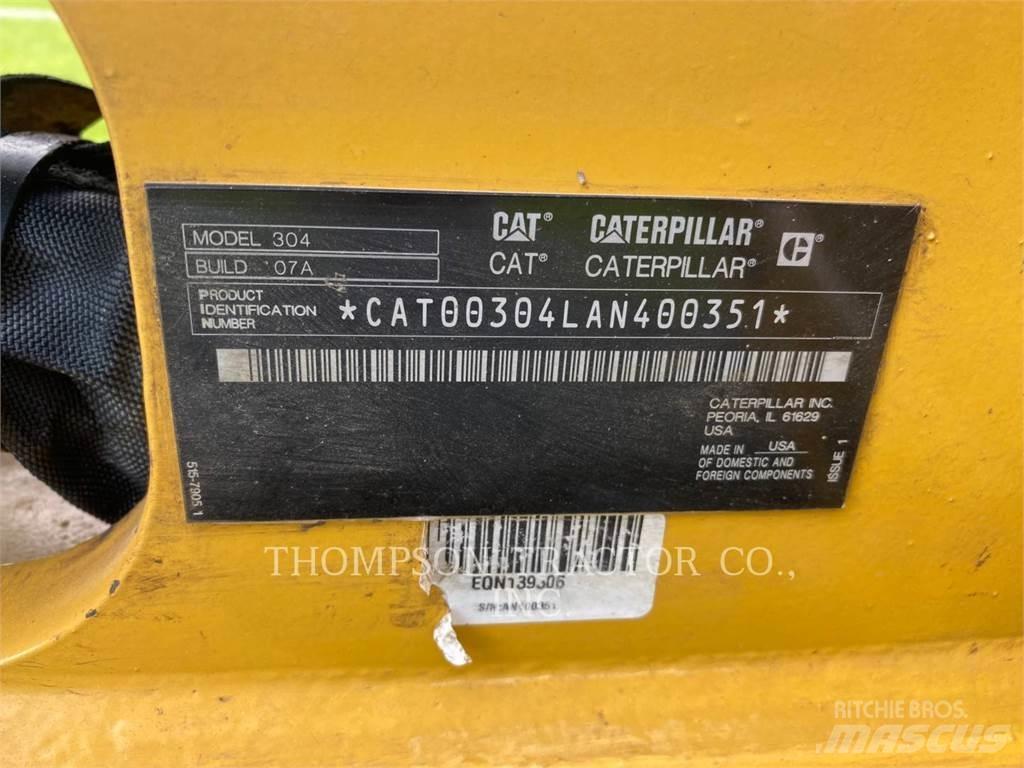 MODEL 304
BUILD 07A
CAT® CATERPILLAR®
CAT® CATERPILLAR®
PRODUCT
IDENTIFICATION
NUMBER
*CAT00304LAN400351*
CATERPILLAR INC.
PEORIA, IL 61629
USA
MADE IN USA
OF DOMESTIC AND
FOREIGN COMPONENTS
ISSUE 1
515-7905 1
THOMPSON TRACTOR CO.,
INC
EQN139306
RITCHIE BROS.
MASCUS